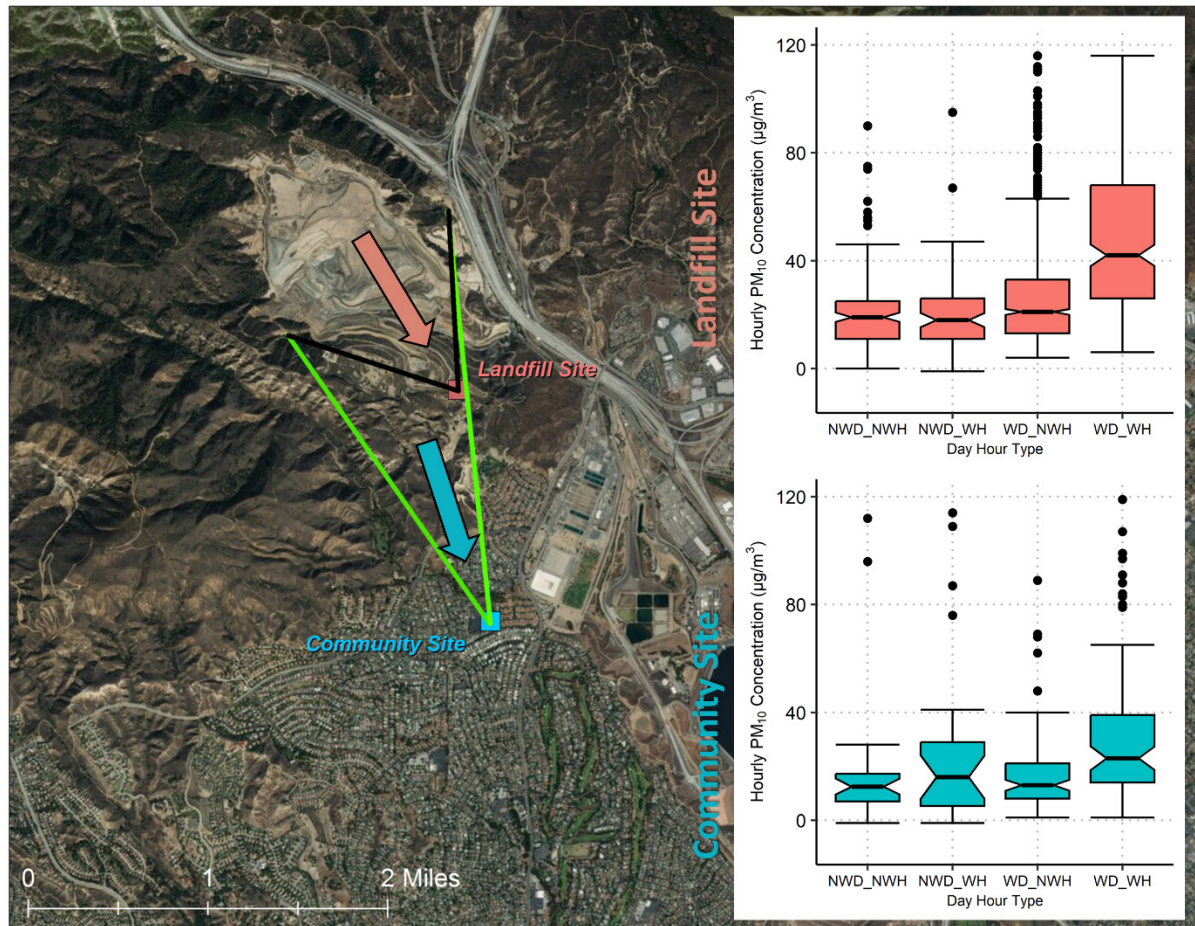 Landfill Site
Community Site
0 1 2 Miles
Landfill Site
Hourly PM₁₀ Concentration (µg/m³)
120
80
40
0
NWD_NWH NWD_WH WD_NWH WD_WH
Day Hour Type
Community Site
Hourly PM₁₀ Concentration (µg/m³)
120
80
40
0
NWD_NWH NWD_WH WD_NWH WD_WH
Day Hour Type